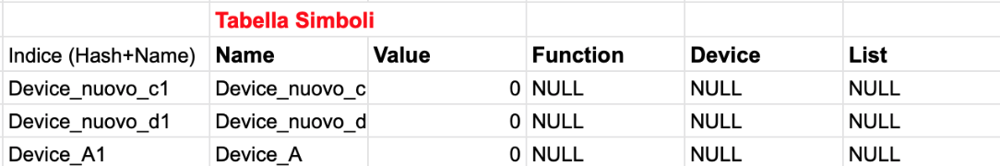 Tabella Simboli
Indice (Hash+Name) Name Value Function Device List
Device_nuovo_c1 Device_nuovo_c 0 NULL NULL NULL
Device_nuovo_d1 Device_nuovo_d 0 NULL NULL NULL
Device_A1 Device_A 0 NULL NULL NULL